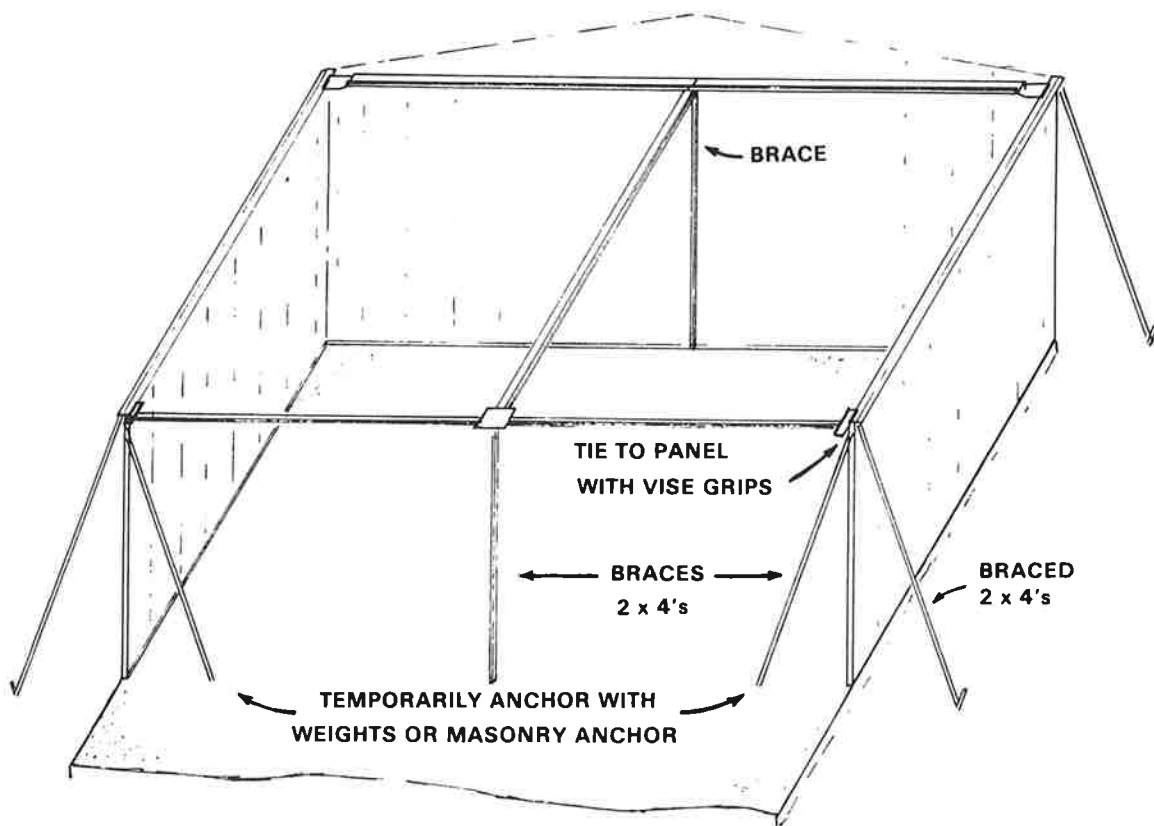 BRACE
TIE TO PANEL
WITH VISE GRIPS
BRACES
2 x 4's
BRACED
2 x 4's
TEMPORARILY ANCHOR WITH
WEIGHTS OR MASONRY ANCHOR